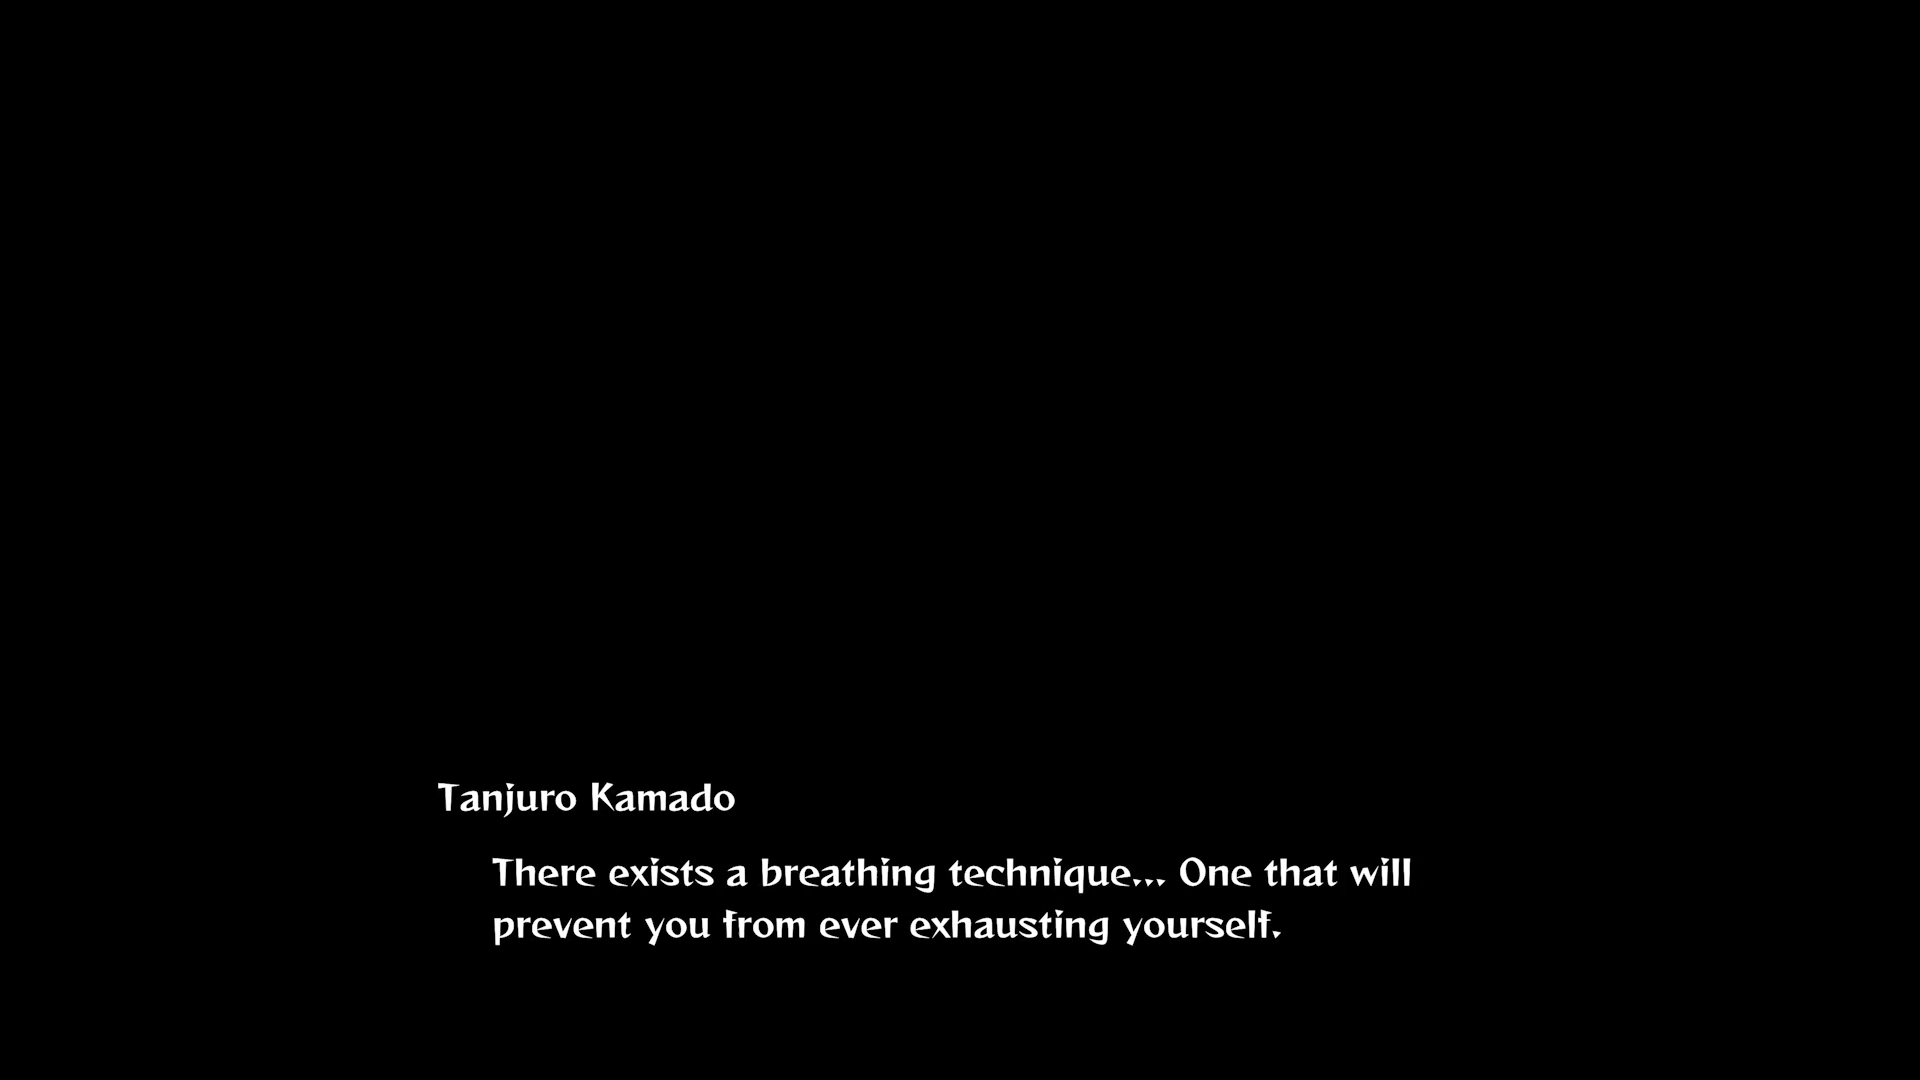 Tanjuro Kamado
There exists a breathing technique... One that will
prevent you from ever exhausting yourself.